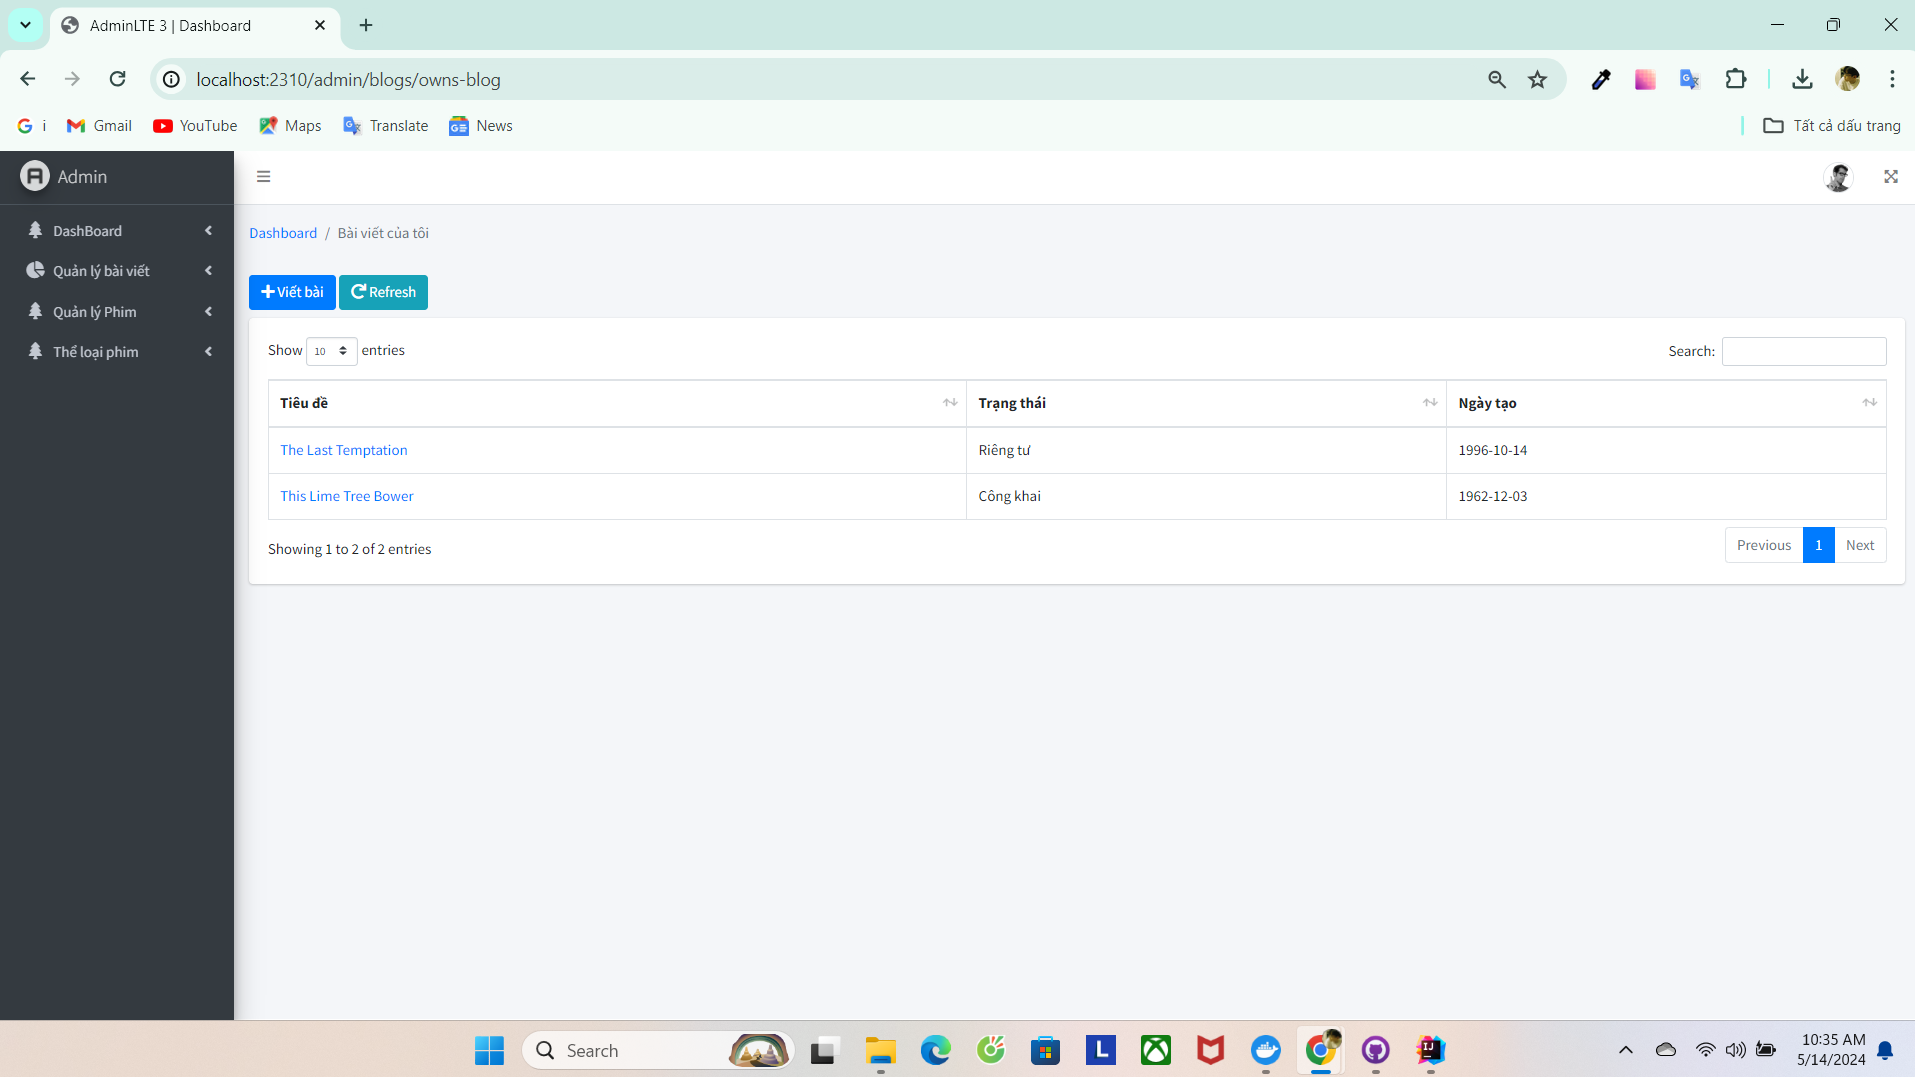 AdminLTE 3 | Dashboard
localhost:2310/admin/blogs/owns-blog
i Gmail YouTube Maps Translate News Tất cả dấu trang
Admin
DashBoard
Quản lý bài viết
Quản lý Phim
Thể loại phim
Dashboard / Bài viết của tôi
Viết bài Refresh
Show 10 entries Search:
Tiêu đề Trạng thái Ngày tạo
The Last Temptation Riêng tư 1996-10-14
This Lime Tree Bower Công khai 1962-12-03
Showing 1 to 2 of 2 entries Previous 1 Next
Search
10:35 AM
5/14/2024